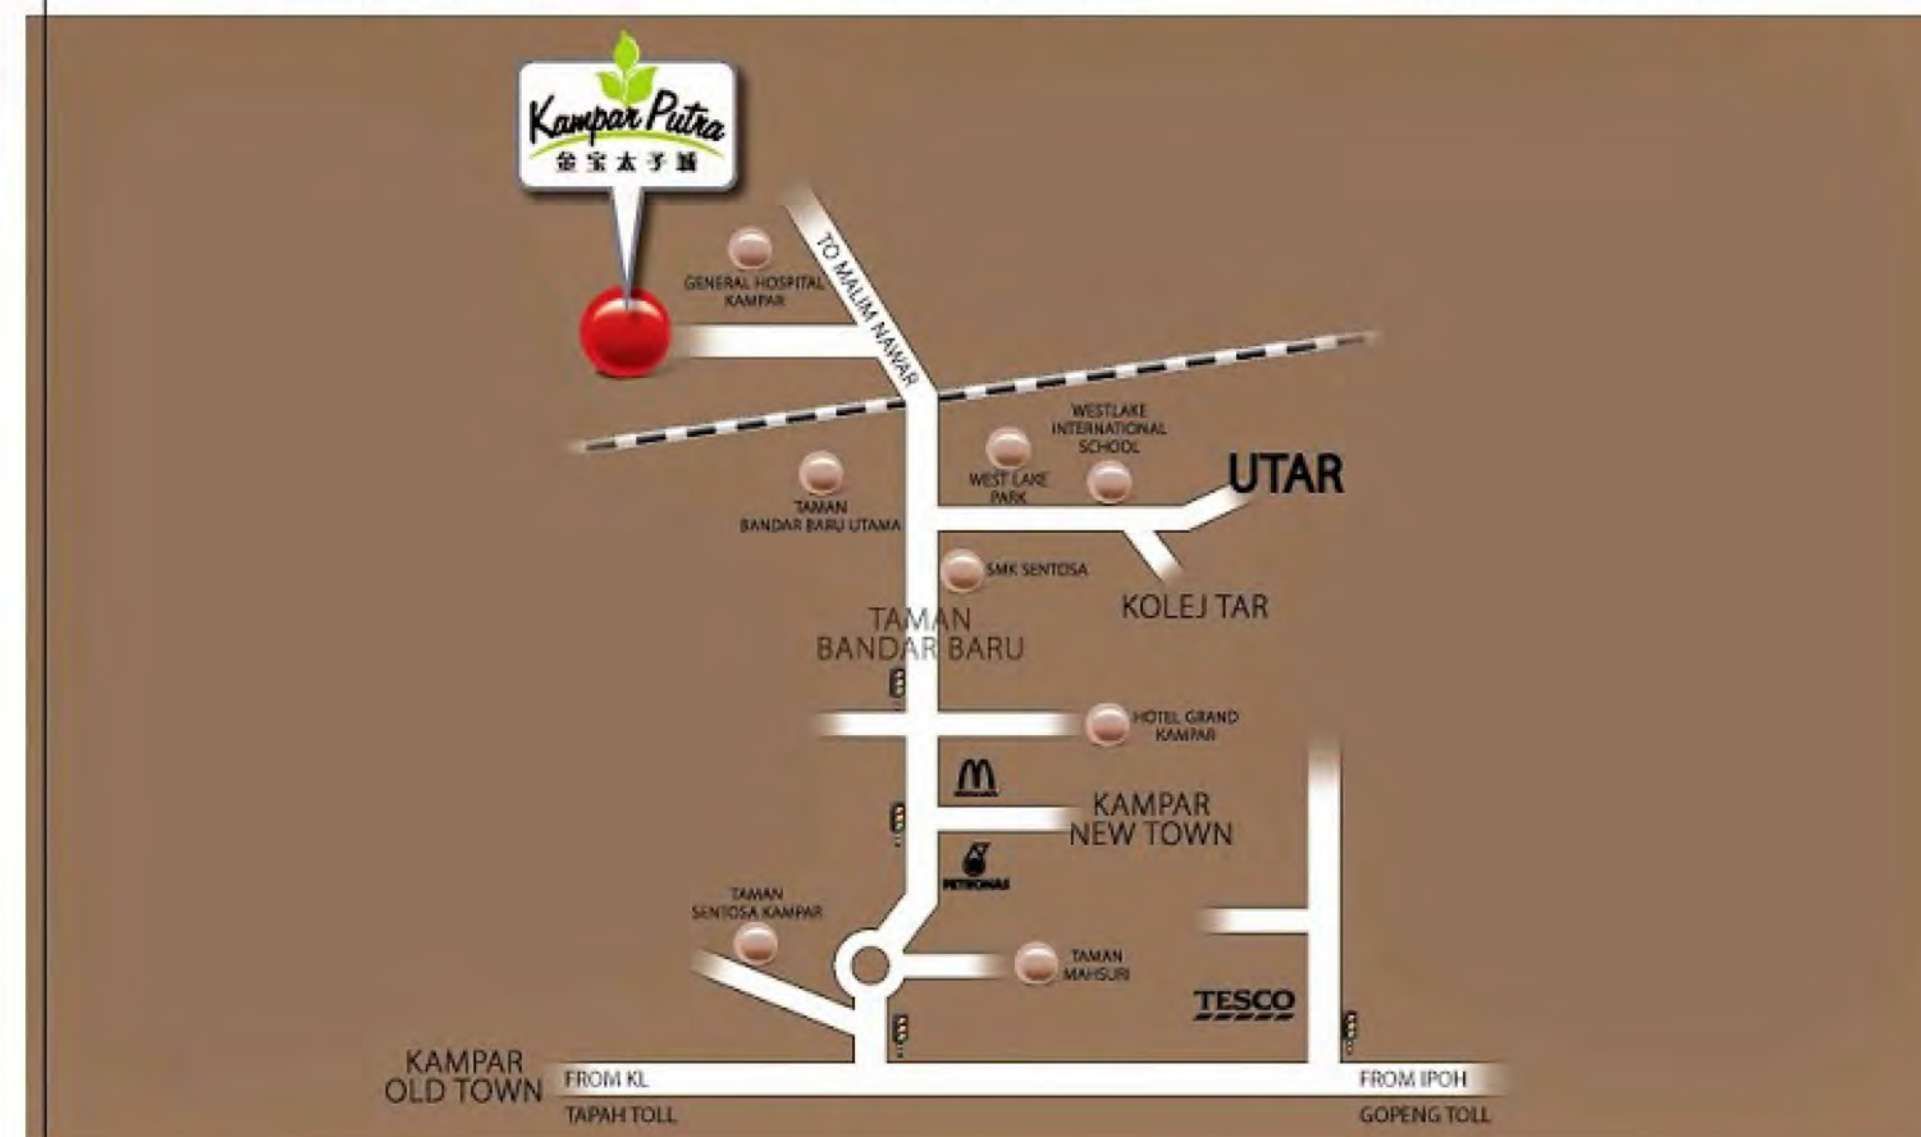 Kampar Putra
金宝太子城
TO MALIM NAWAR
GENERAL HOSPITAL
KAMPAR
WESTLAKE
INTERNATIONAL
SCHOOL
UTAR
WEST LAKE
PARK
TAMAN
BANDAR BARU UTAMA
SMK SENTOSA
KOLEJ TAR
TAMAN
BANDAR BARU
HOTEL GRAND
KAMPAR
KAMPAR
NEW TOWN
PETRONAS
TAMAN
SENTOSA KAMPAR
TAMAN
MAHSURI
TESCO
KAMPAR
OLD TOWN
FROM KL
FROM IPOH
TAPAH TOLL
GOPENG TOLL